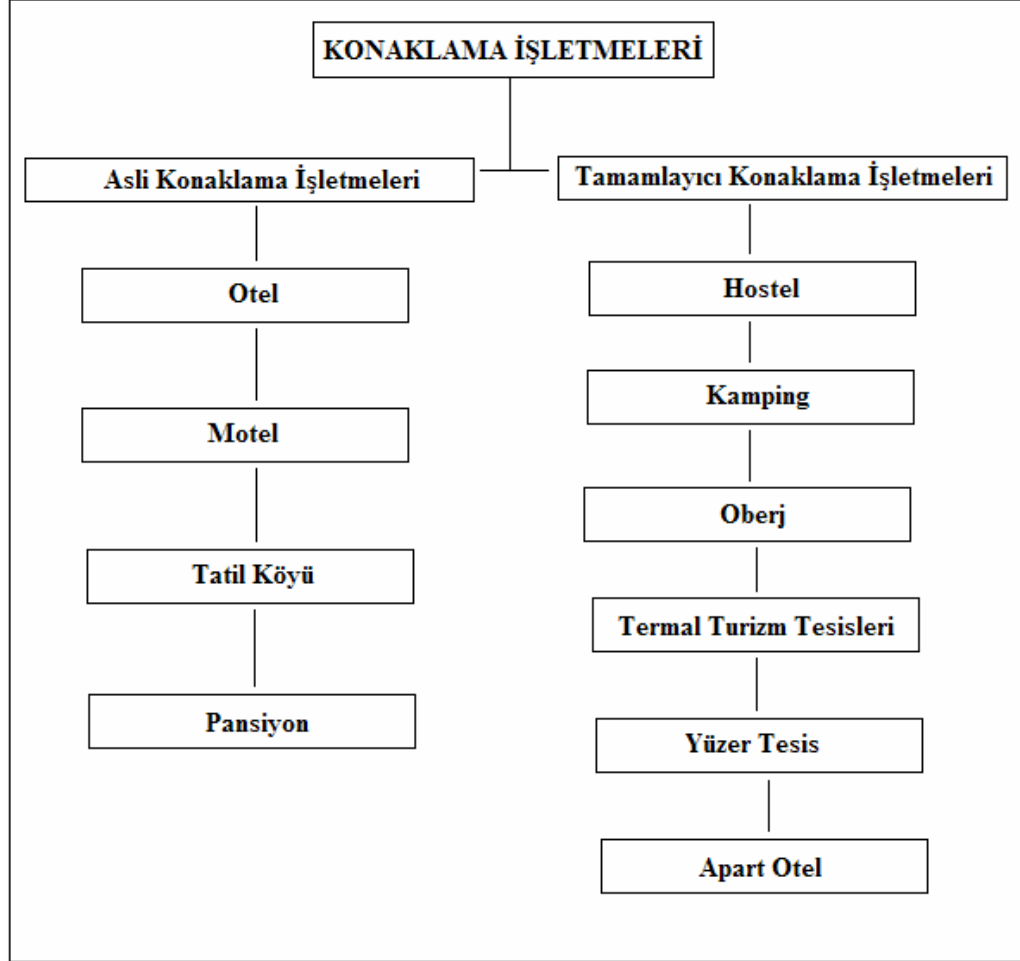 KONAKLAMA İŞLETMELERİ
Asli Konaklama İşletmeleri
Tamamlayıcı Konaklama İşletmeleri
Otel
Motel
Tatil Köyü
Pansiyon
Hostel
Kamping
Oberj
Termal Turizm Tesisleri
Yüzer Tesis
Apart Otel